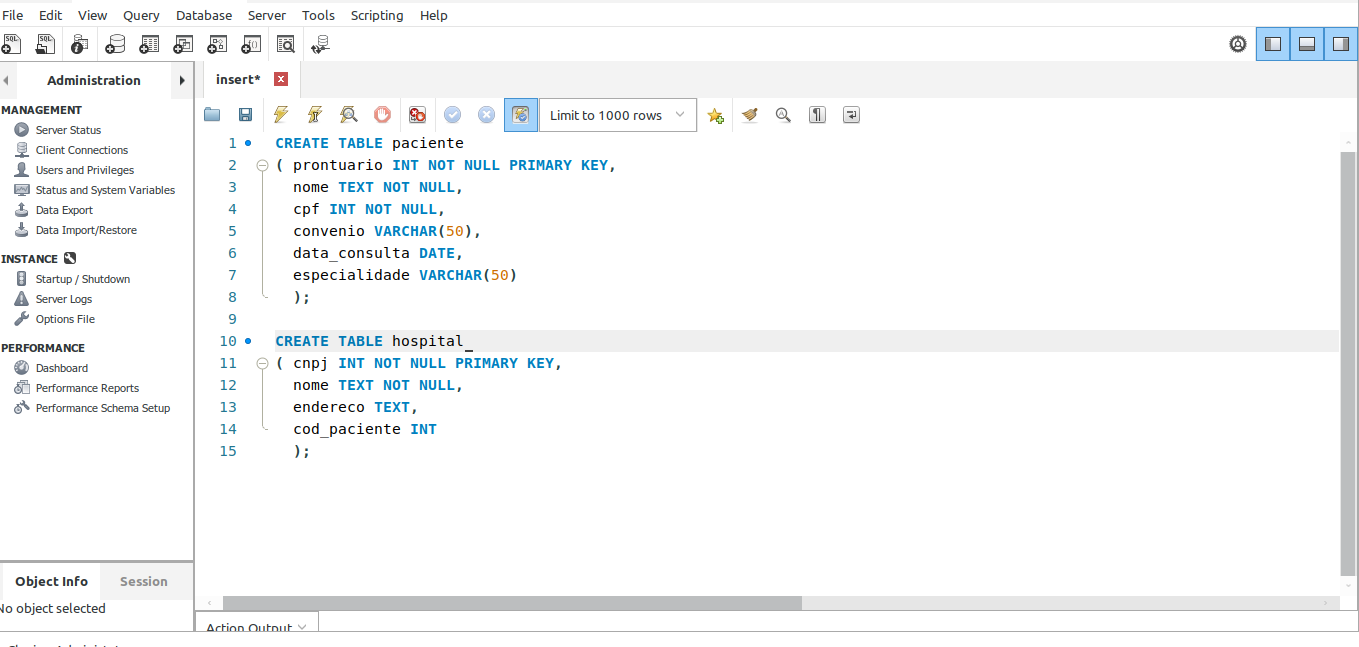 File Edit View Query Database Server Tools Scripting Help
Administration
insert*
MANAGEMENT
Server Status
Client Connections
Users and Privileges
Status and System Variables
Data Export
Data Import/Restore
INSTANCE
Startup / Shutdown
Server Logs
Options File
PERFORMANCE
Dashboard
Performance Reports
Performance Schema Setup
Object Info Session
No object selected
Limit to 1000 rows
1 CREATE TABLE paciente
2 ( prontuario INT NOT NULL PRIMARY KEY,
3 nome TEXT NOT NULL,
4 cpf INT NOT NULL,
5 convenio VARCHAR(50),
6 data_consulta DATE,
7 especialidade VARCHAR(50)
8 );
9
10 CREATE TABLE hospital
11 ( cnpj INT NOT NULL PRIMARY KEY,
12 nome TEXT NOT NULL,
13 endereco TEXT,
14 cod_paciente INT
15 );
Action Output